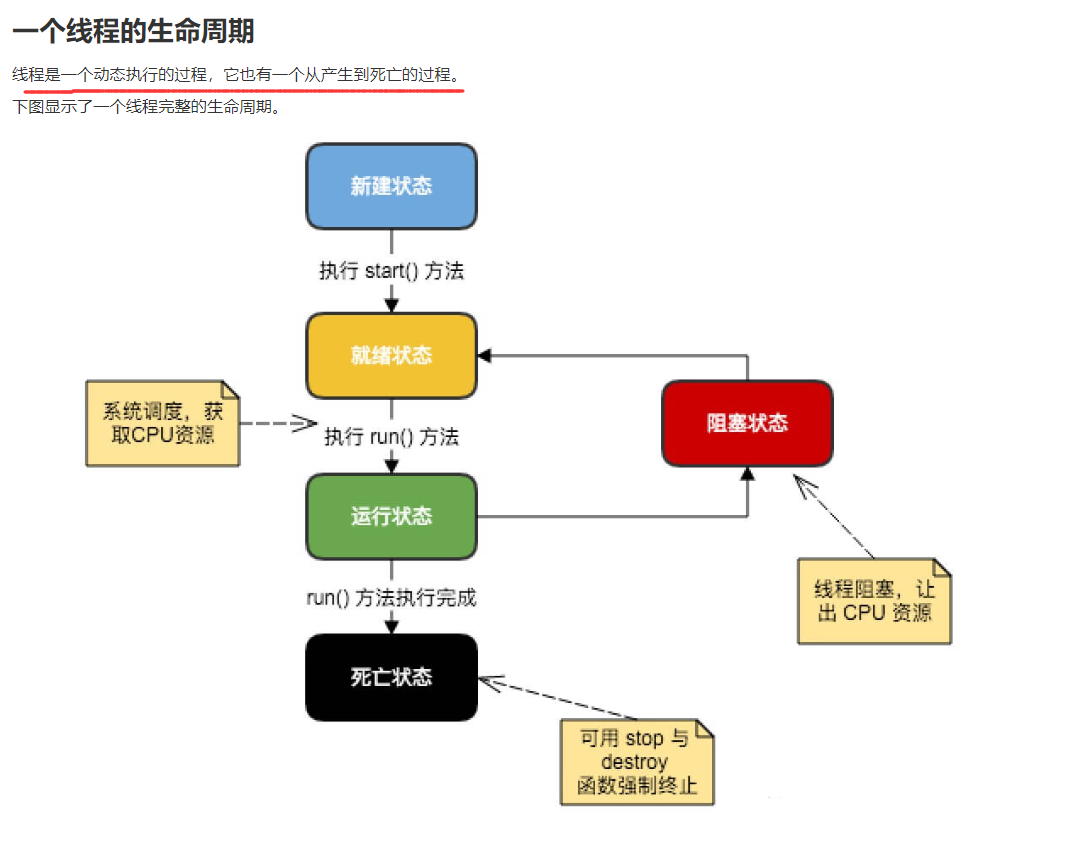 一个线程的生命周期
线程是一个动态执行的过程，它也有一个从产生到死亡的过程。
下图显示了一个线程完整的生命周期。
新建状态
执行 start() 方法
就绪状态
系统调度，获
取CPU资源
执行 run() 方法
阻塞状态
运行状态
线程阻塞，让
出 CPU 资源
run() 方法执行完成
死亡状态
可用 stop 与
destroy
函数强制终止